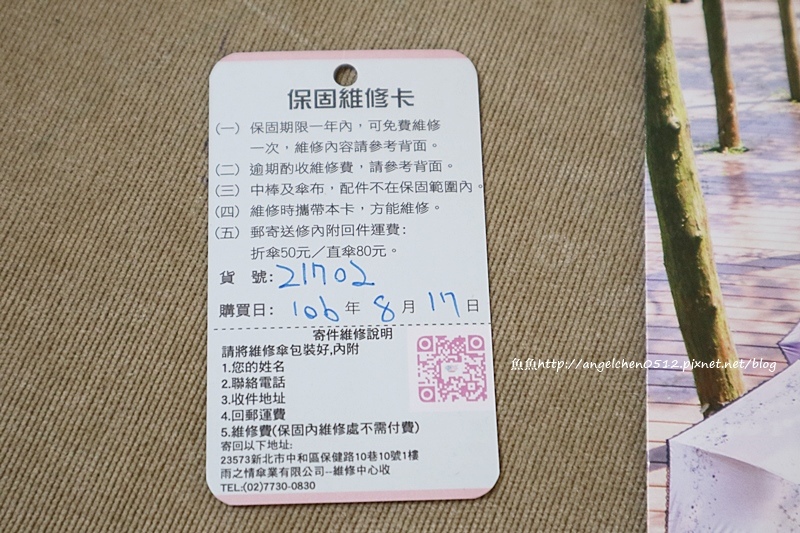 保固維修卡
(一) 保固期限一年內,可免費維修
一次,維修內容請參考背面。
(二) 逾期酌收維修費,請參考背面。
(三) 中棒及傘布,配件不在保固範圍內。
(四) 維修時攜帶本卡,方能維修。
(五) 郵寄送修內附回件運費:
折傘50元／直傘80元。
貨 號:21702
購買日: 106 年 8 月 17 日
寄件維修說明
請將維修傘包裝好,內附
1.您的姓名
2.聯絡電話
3.收件地址
4.回郵運費
5.維修費(保固內維修處不需付費)
寄回以下地址:
23573新北市中和區保健路10巷10號1樓
雨之情傘業有限公司--維修中心收
TEL:(02)7730-0830
魚魚http://angelchen0512.pixnet.net/blog